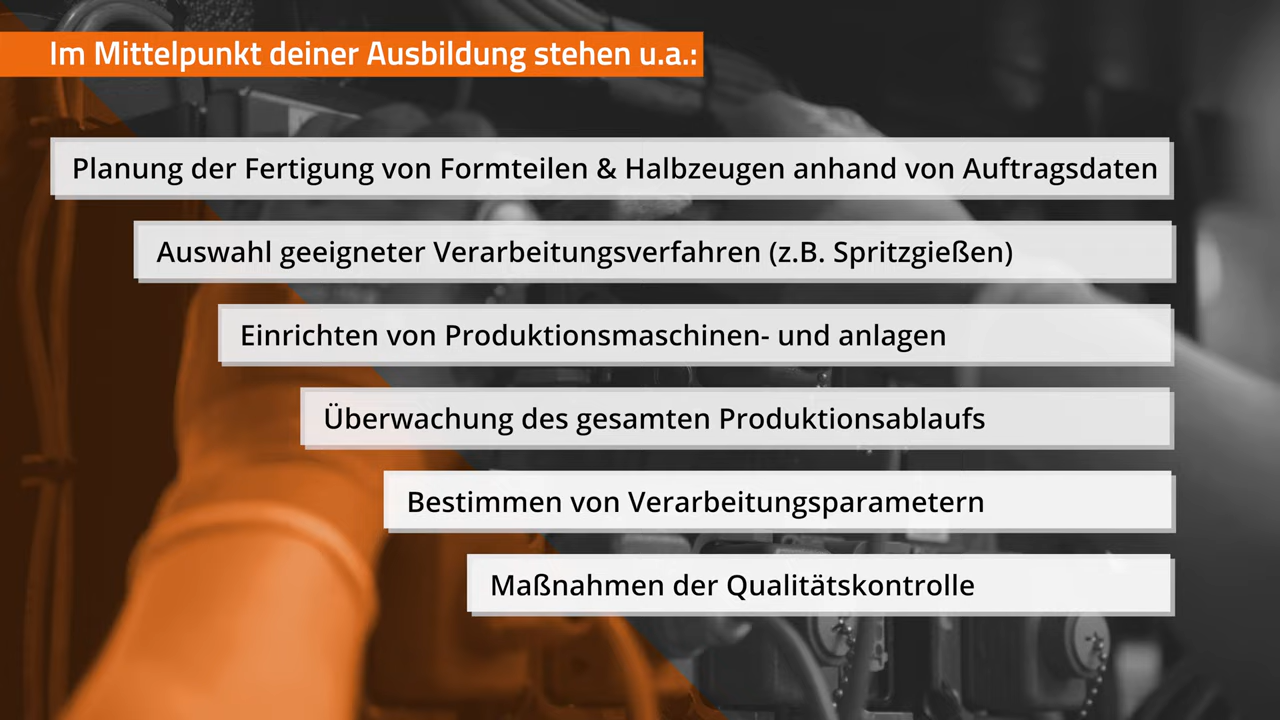 Im Mittelpunkt deiner Ausbildung stehen u.a.:
Planung der Fertigung von Formteilen & Halbzeugen anhand von Auftragsdaten
Auswahl geeigneter Verarbeitungsverfahren (z.B. Spritzgießen)
Einrichten von Produktionsmaschinen- und anlagen
Überwachung des gesamten Produktionsablaufs
Bestimmen von Verarbeitungsparametern
Maßnahmen der Qualitätskontrolle